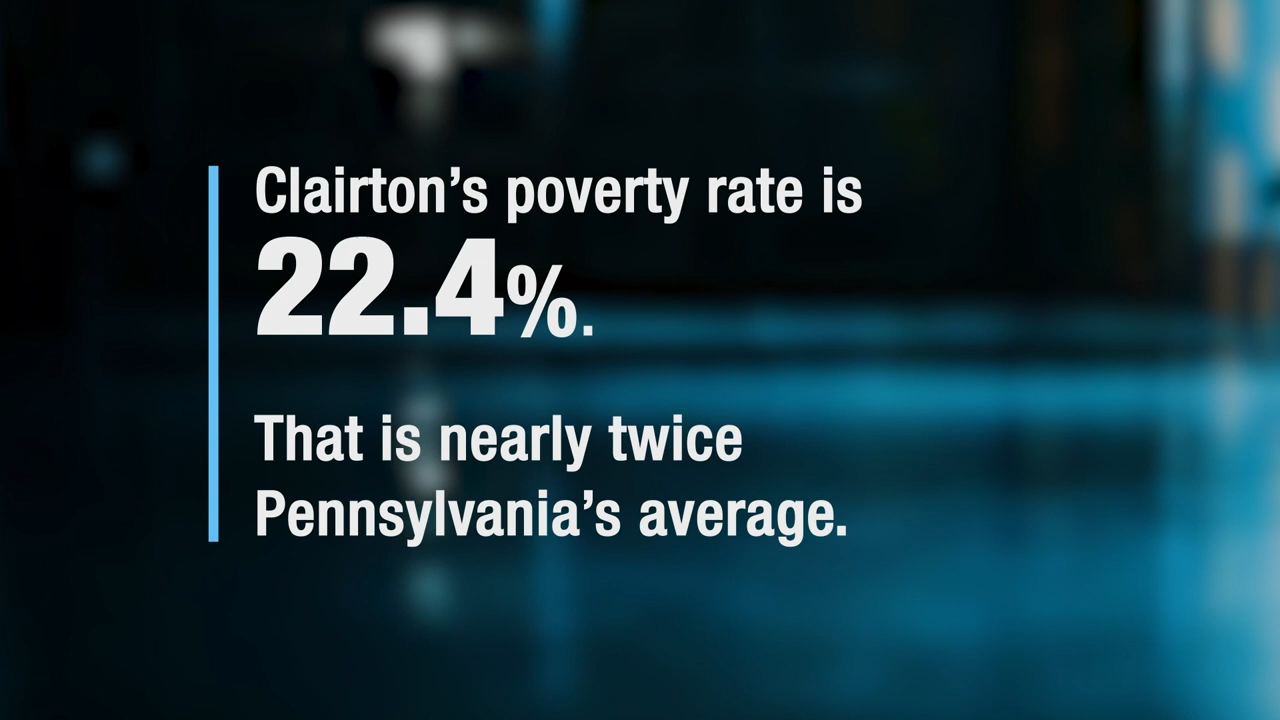 Clairton’s poverty rate is
22.4%.
That is nearly twice
Pennsylvania’s average.